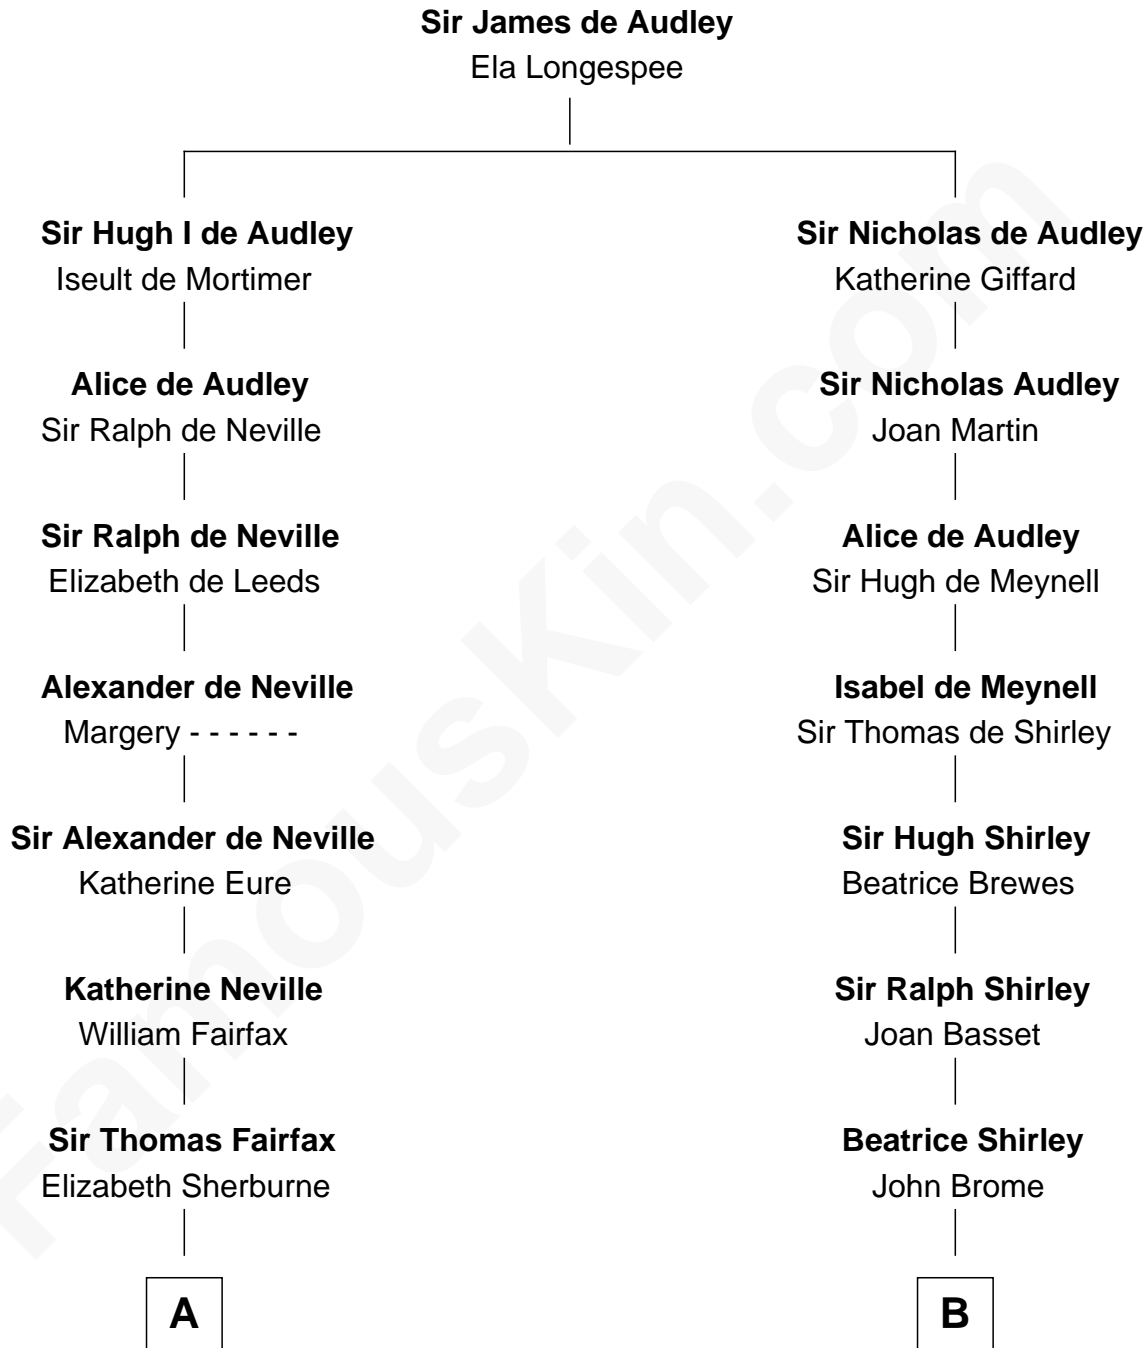 Sir James de Audley
Ela Longespee
Sir Hugh I de Audley
Iseult de Mortimer
Sir Nicholas de Audley
Katherine Giffard
Alice de Audley
Sir Ralph de Neville
Sir Nicholas Audley
Joan Martin
Sir Ralph de Neville
Elizabeth de Leeds
Alice de Audley
Sir Hugh de Meynell
Alexander de Neville
Margery - - - - - -
Isabel de Meynell
Sir Thomas de Shirley
Sir Alexander de Neville
Katherine Eure
Sir Hugh Shirley
Beatrice Brewes
Katherine Neville
William Fairfax
Sir Ralph Shirley
Joan Basset
Sir Thomas Fairfax
Elizabeth Sherburne
Beatrice Shirley
John Brome
A
B
FamousKin.com